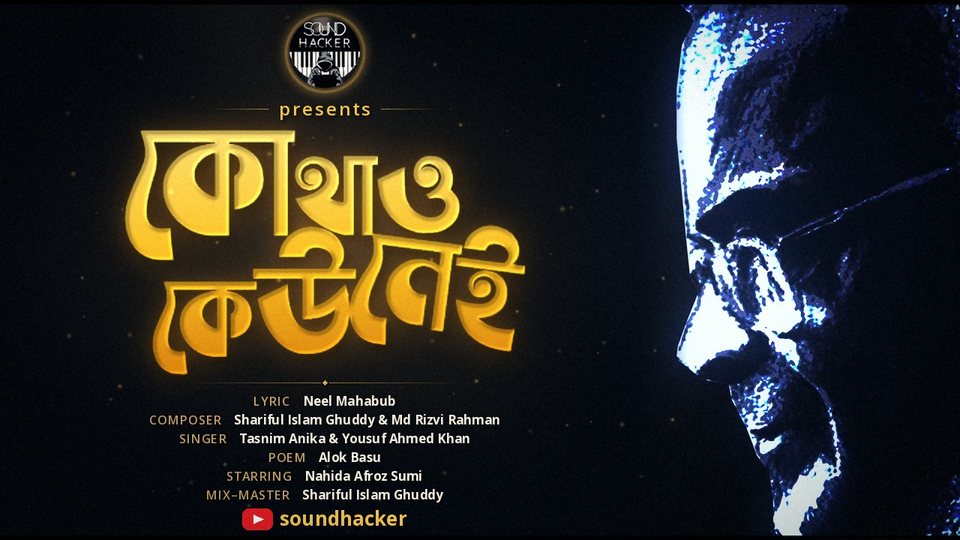 SOUND
HACKER
presents
কোথাও
কেউ নেই
LYRIC Neel Mahabub
COMPOSER Shariful Islam Ghuddy & Md Rizvi Rahman
SINGER Tasnim Anika & Yousuf Ahmed Khan
POEM Alok Basu
STARRING Nahida Afroz Sumi
MIX-MASTER Shariful Islam Ghuddy
soundhacker